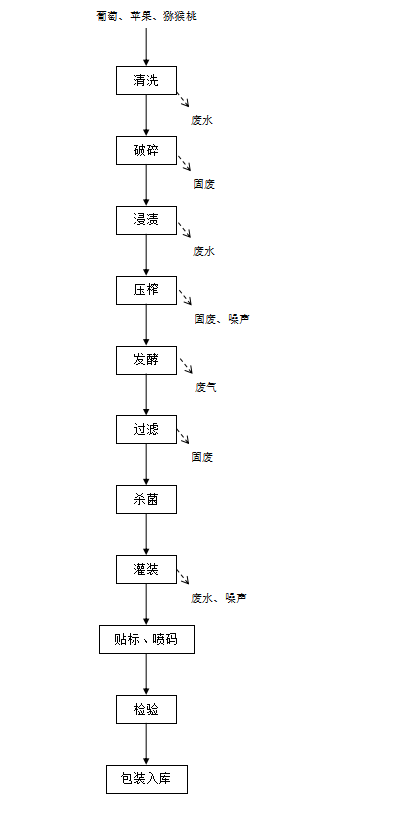 葡萄、苹果、猕猴桃
清洗
废水
破碎
固废
浸渍
废水
压榨
固废、噪声
发酵
废气
过滤
固废
杀菌
灌装
废水、噪声
贴标、喷码
检验
包装入库